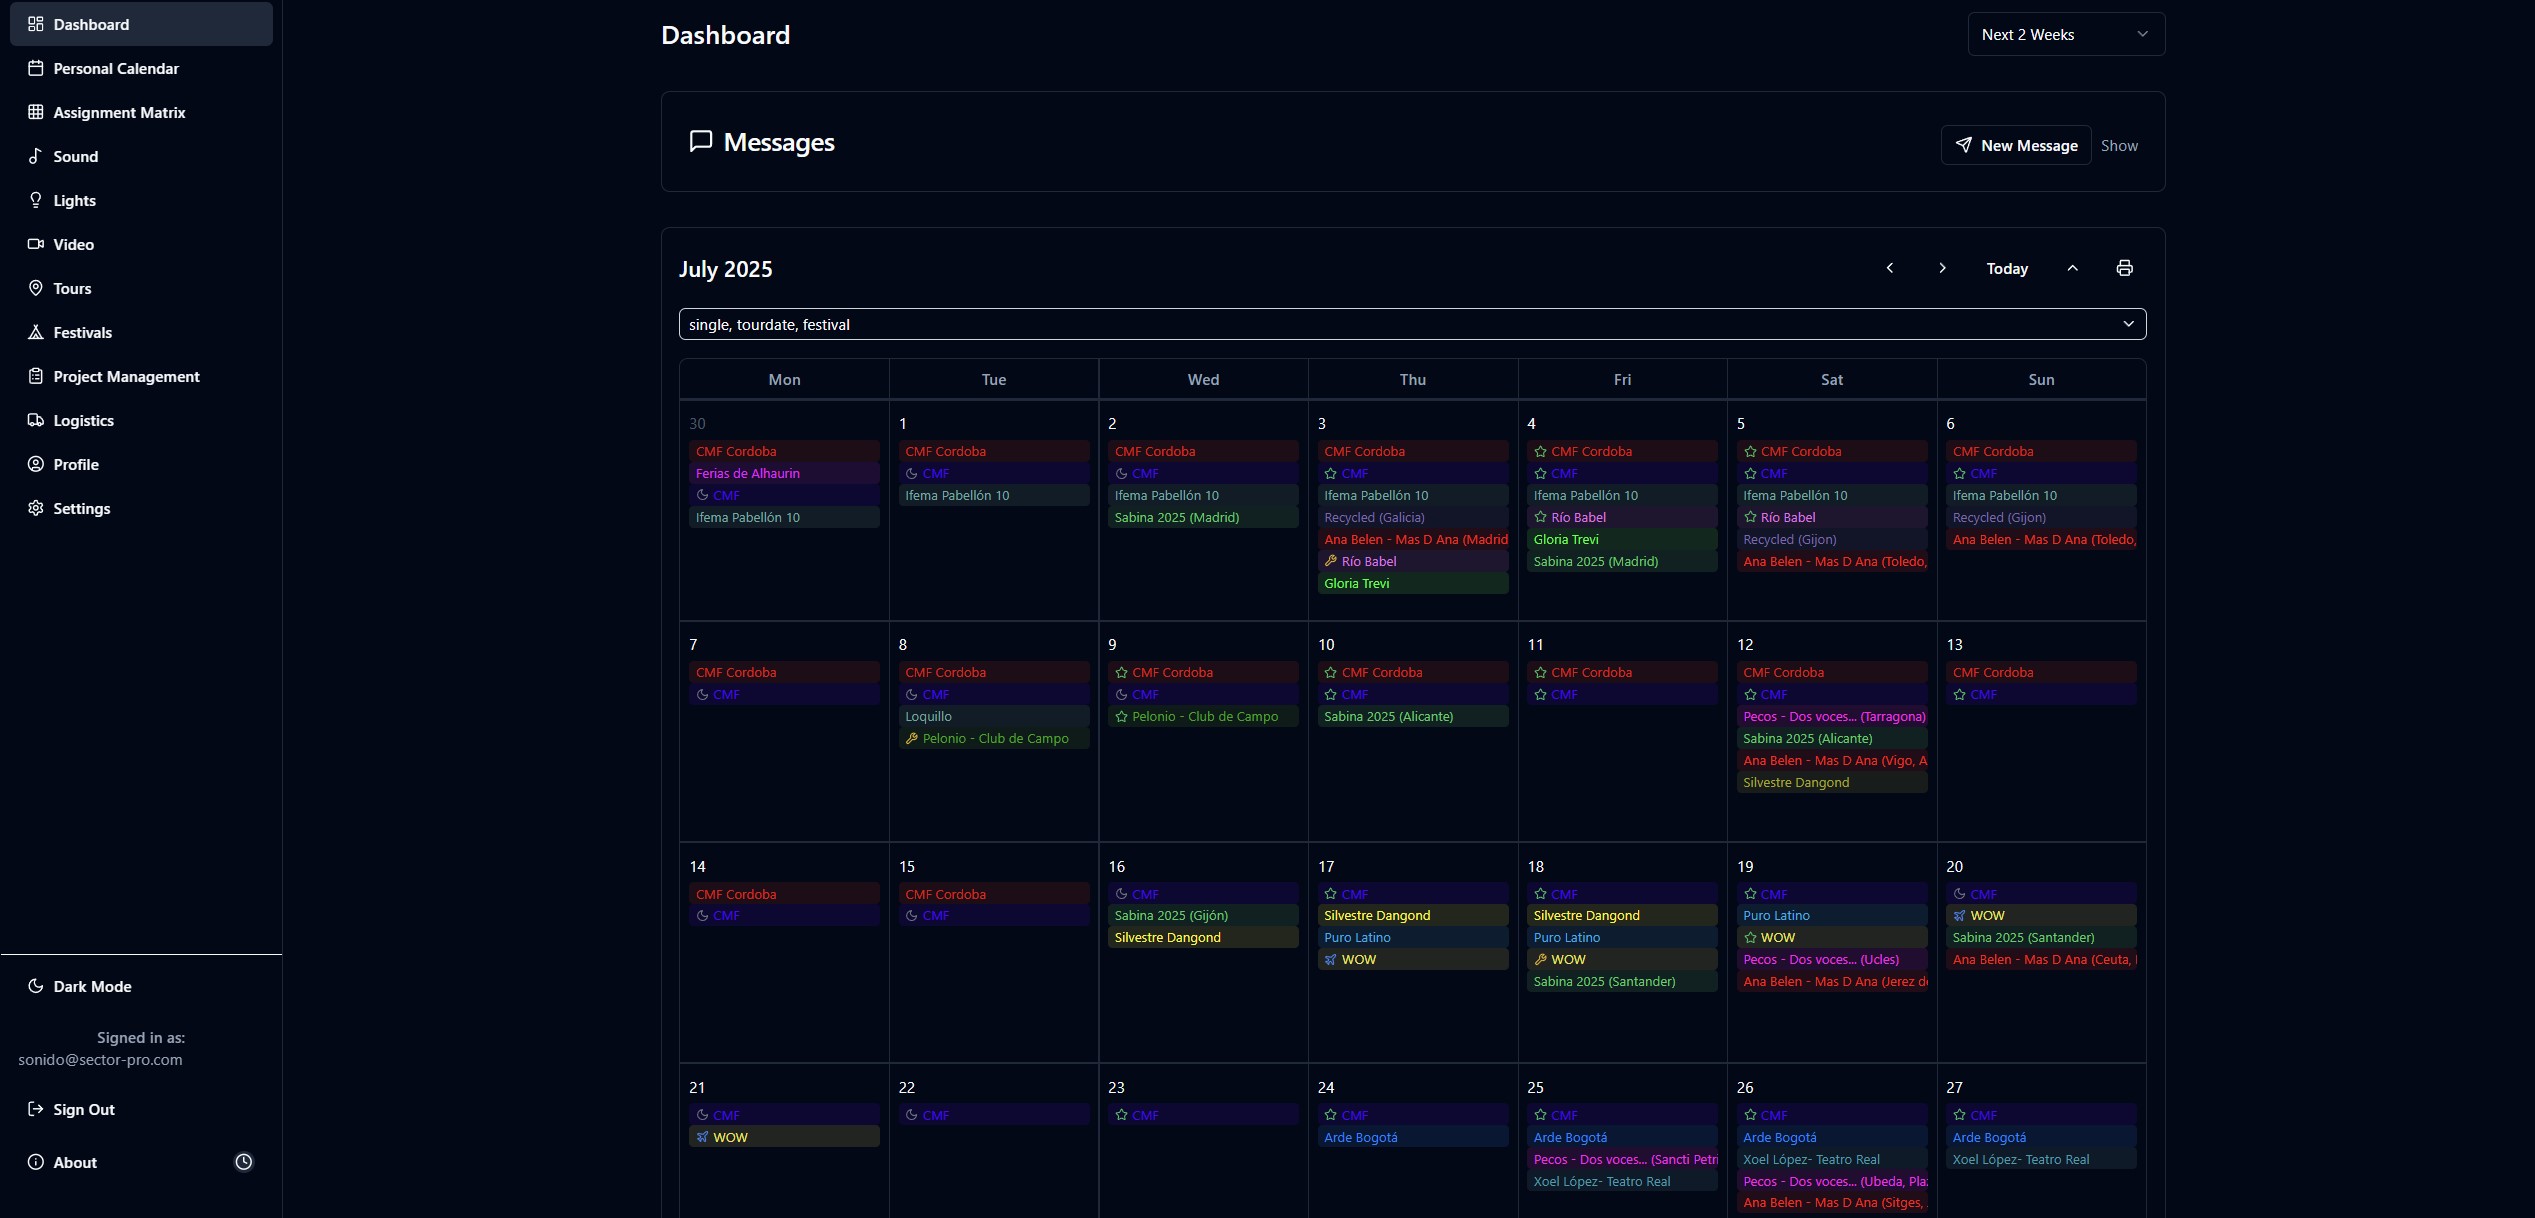 Dashboard
Personal Calendar
Assignment Matrix
Sound
Lights
Video
Tours
Festivals
Project Management
Logistics
Profile
Settings
Dark Mode
Signed in as:
sonido@sector-pro.com
Sign Out
About
Dashboard
Next 2 Weeks
Messages
New Message
Show
July 2025
Today
single, tourdate, festival
Mon Tue Wed Thu Fri Sat Sun
30
CMF Cordoba
Ferias de Alhaurin
CMF
Ifema Pabellón 10
1
CMF Cordoba
CMF
Ifema Pabellón 10
2
CMF Cordoba
CMF
Ifema Pabellón 10
Sabina 2025 (Madrid)
3
CMF Cordoba
CMF
Ifema Pabellón 10
Recycled (Galicia)
Ana Belen - Mas D Ana (Madrid
Río Babel
Gloria Trevi
4
CMF Cordoba
CMF
Ifema Pabellón 10
Río Babel
Gloria Trevi
Sabina 2025 (Madrid)
5
CMF Cordoba
CMF
Ifema Pabellón 10
Río Babel
Recycled (Gijon)
Ana Belen - Mas D Ana (Toledo,
6
CMF Cordoba
CMF
Ifema Pabellón 10
Recycled (Gijon)
Ana Belen - Mas D Ana (Toledo,
7
CMF Cordoba
CMF
8
CMF Cordoba
CMF
Loquillo
Pelonio - Club de Campo
9
CMF Cordoba
CMF
Pelonio - Club de Campo
10
CMF Cordoba
CMF
Sabina 2025 (Alicante)
11
CMF Cordoba
CMF
12
CMF Cordoba
CMF
Pecos - Dos voces... (Tarragona)
Sabina 2025 (Alicante)
Ana Belen - Mas D Ana (Vigo, A
Silvestre Dangond
13
CMF Cordoba
CMF
14
CMF Cordoba
CMF
15
CMF Cordoba
CMF
16
CMF
Sabina 2025 (Gijón)
Silvestre Dangond
17
CMF
Silvestre Dangond
Puro Latino
WOW
18
CMF
Silvestre Dangond
Puro Latino
WOW
Sabina 2025 (Santander)
19
CMF
Puro Latino
WOW
Pecos - Dos voces... (Ucles)
Ana Belen - Mas D Ana (Jerez de
20
CMF
WOW
Sabina 2025 (Santander)
Ana Belen - Mas D Ana (Ceuta,
21
CMF
WOW
22
CMF
23
CMF
24
CMF
Arde Bogotá
25
CMF
Arde Bogotá
Pecos - Dos voces... (Sancti Petri
Xoel López- Teatro Real
26
CMF
Arde Bogotá
Xoel López- Teatro Real
Pecos - Dos voces... (Ubeda, Pla
Ana Belen - Mas D Ana (Sitges,
27
CMF
Arde Bogotá
Xoel López- Teatro Real